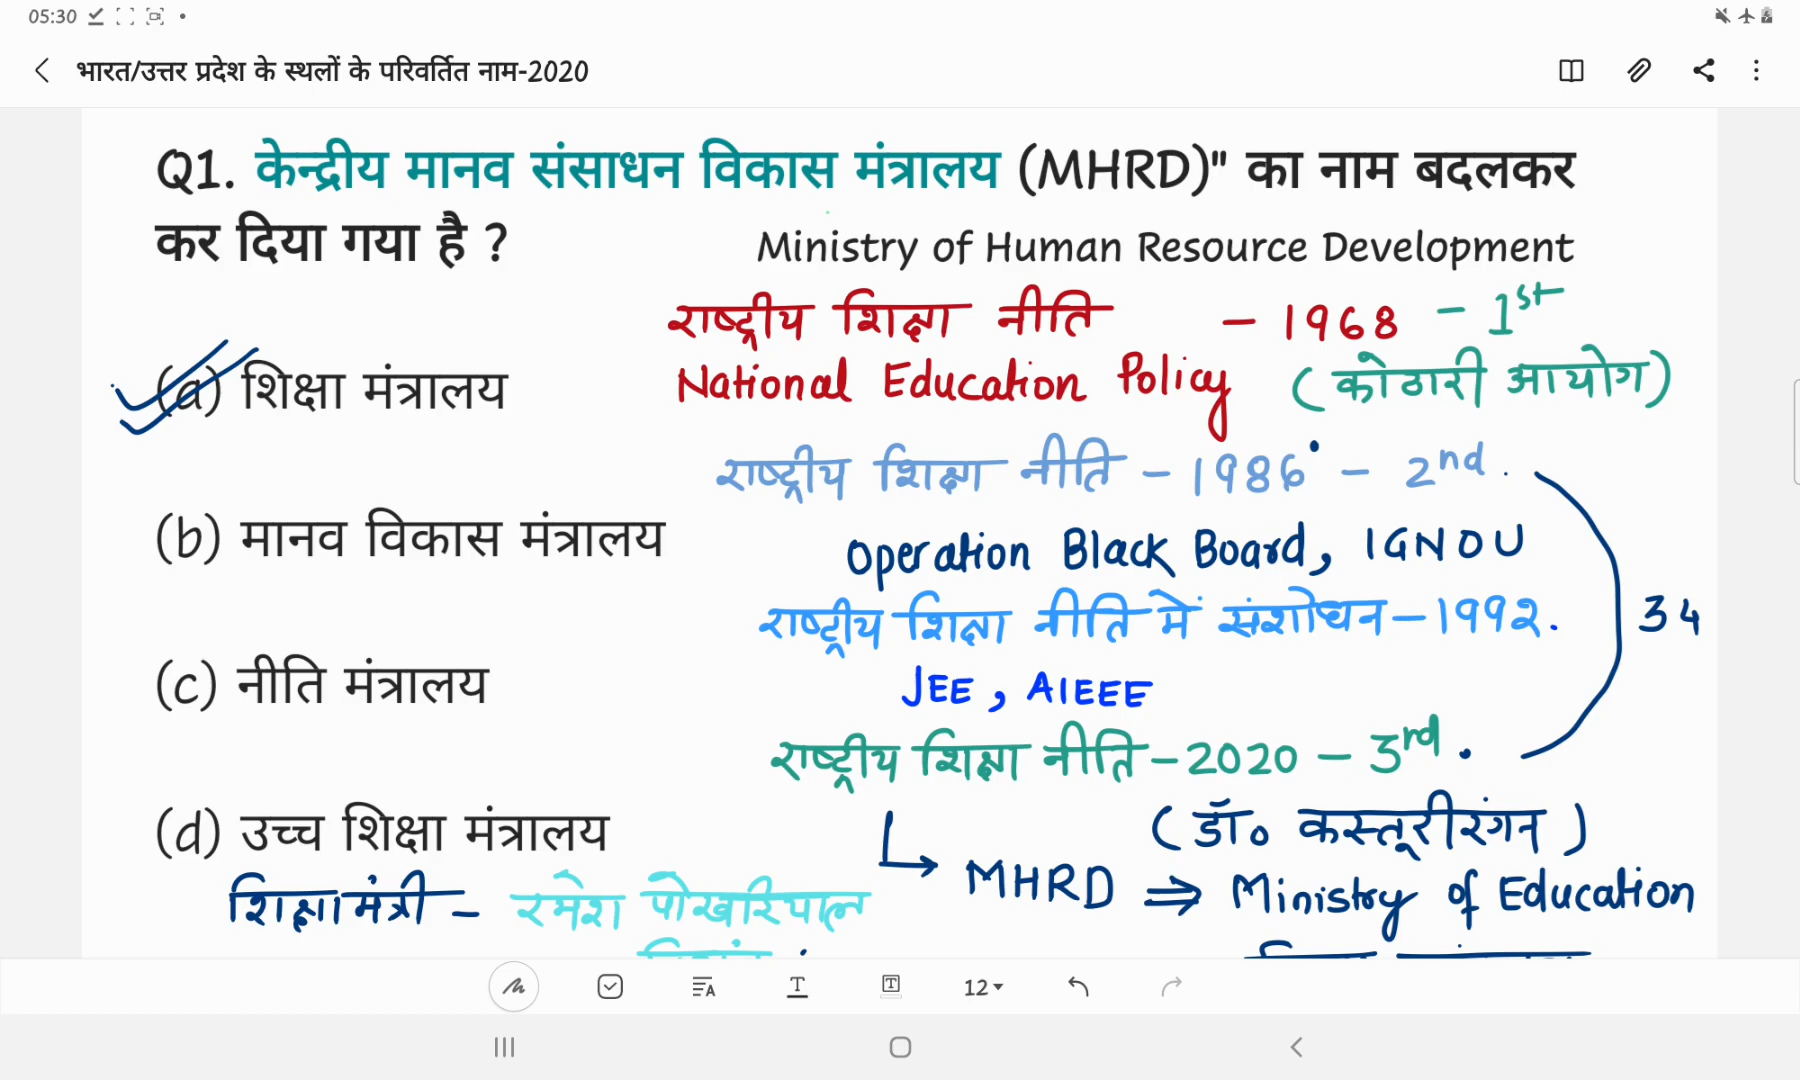 05:30
भारत/उत्तर प्रदेश के स्थलों के परिवर्तित नाम-2020
Q1. केन्द्रीय मानव संसाधन विकास मंत्रालय (MHRD)" का नाम बदलकर
कर दिया गया है ?
Ministry of Human Resource Development
राष्ट्रीय शिक्षा नीति - 1968 - 1st
(a) शिक्षा मंत्रालय
National Education Policy (कोठारी आयोग)
राष्ट्रीय शिक्षा नीति - 1986 - 2nd.
(b) मानव विकास मंत्रालय
Operation Black Board, IGNOU
राष्ट्रीय शिक्षा नीति में संशोधन - 1992.
34
(c) नीति मंत्रालय
JEE, AIEEE
राष्ट्रीय शिक्षा नीति - 2020 - 3rd.
(d) उच्च शिक्षा मंत्रालय
(डॉ० कस्तूरीरंगन)
MHRD ⇒ Ministry of Education
शिक्षा मंत्री - रमेश पोखरियाल
12